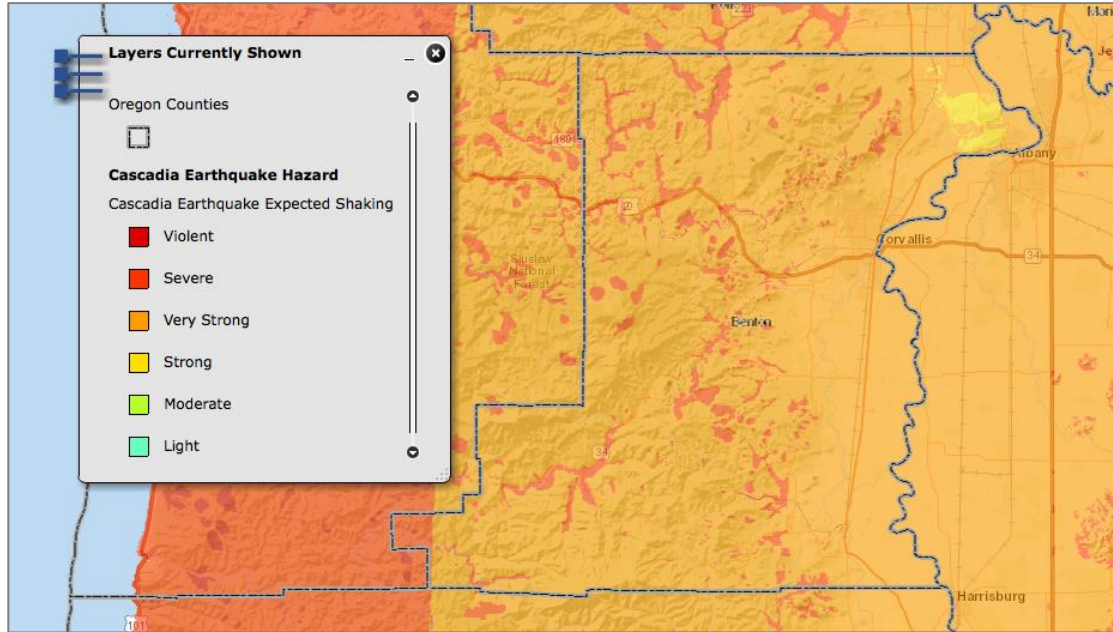 Layers Currently Shown
Oregon Counties
Cascadia Earthquake Hazard
Cascadia Earthquake Expected Shaking
Violent
Severe
Very Strong
Strong
Moderate
Light
223
180
20
Siuslaw
National
Forest
Albany
Corvallis
34
Benton
34
Harrisburg
101